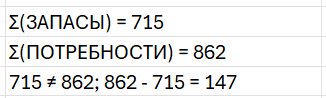 Σ(ЗАПАСЫ) = 715
Σ(ПОТРЕБНОСТИ) = 862
715 ≠ 862; 862 - 715 = 147